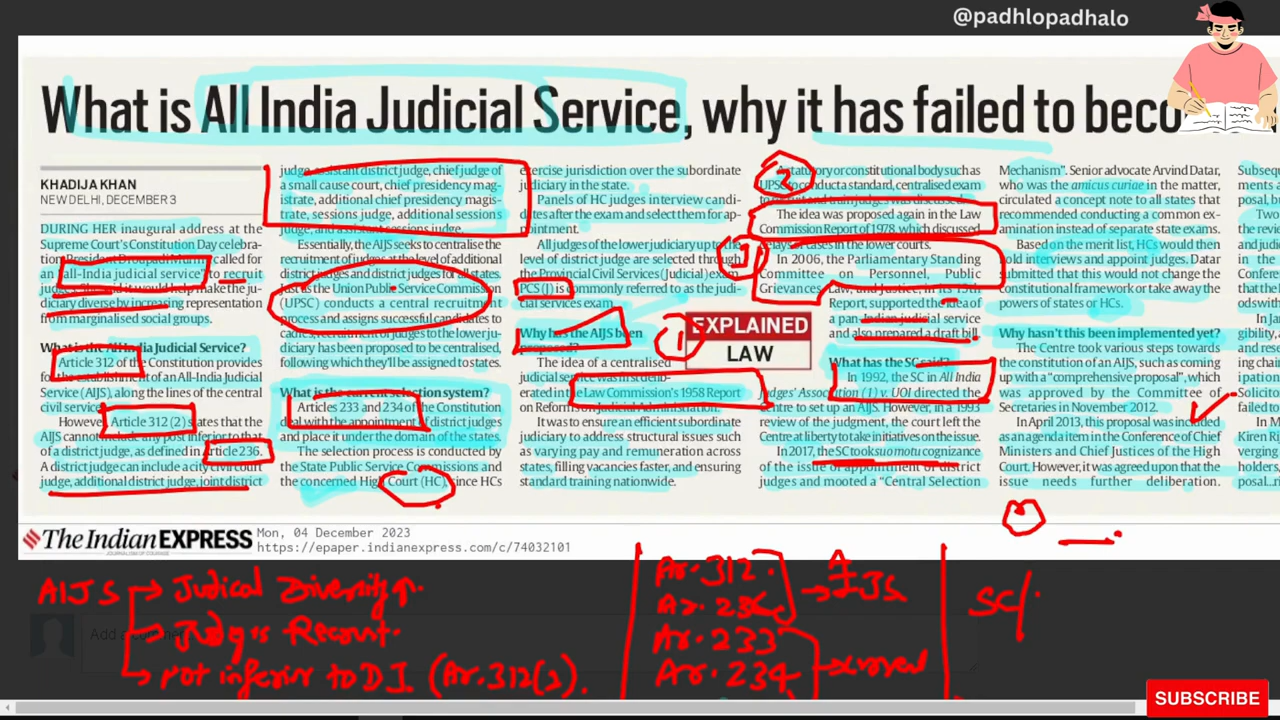 @padhlopadhalo
What is All India Judicial Service, why it has failed to beco
KHADIJA KHAN
NEW DELHI, DECEMBER 3
DURING HER inaugural address at the
Supreme Court's Constitution Day celebra-
tion President Droupadi Murmu called for
an "all-India judicial service" to recruit
judges, it would help make the ju-
diciary diverse by increasing representation
from marginalised social groups.
What is the All India Judicial Service?
Article 312 of the Constitution provides
for the establishment of an All-India Judicial
Service (AIJS), along the lines of the central
civil service
However, Article 312 (2) states that the
AIJS cannot include any post inferior to that
of a district judge, as defined in Article 236.
A district judge can include a city civil court
judge, additional district judge, joint district
judge, assistant district judge, chief judge of
a small cause court, chief presidency mag-
istrate, additional chief presidency magis-
trate, sessions judge, additional sessions
judge, and assistant sessions judge.
Essentially, the AIJS seeks to centralise the
recruitment of judges at the level of additional
district judges and district judges for all states.
Just as the Union Public Service Commission
(UPSC) conducts a central recruitment
process and assigns successful candidates to
cadres, recruitment of judges to the lower ju-
diciary has been proposed to be centralised,
following which they'll be assigned to states.
What is the current selection system?
Articles 233 and 234 of the Constitution
deal with the appointment of district judges
and place it under the domain of the states.
The selection process is conducted by
the State Public Service Commissions and
the concerned High Court (HC), since HCs
exercise jurisdiction over the subordinate
judiciary in the state.
Panels of HC judges interview candi-
dates after the exam and select them for ap-
pointment.
All judges of the lower judiciary up to the
level of district judge are selected through
the Provincial Civil Services (Judicial) exam.
PCS (J) is commonly referred to as the judi-
cial services exam.
Why has the AIJS been
proposed?
The idea of a centralised
judicial service was first delib-
erated in the Law Commission's 1958 Report
on Reforms on Judicial Administration.
It was to ensure an efficient subordinate
judiciary to address structural issues such
as varying pay and remuneration across
states, filling vacancies faster, and ensuring
standard training nationwide.
EXPLAINED
LAW
A statutory or constitutional body such as
UPSC to conduct a standard, centralised exam
to recruit and train judges was discussed.
The idea was proposed again in the Law
Commission Report of 1978, which discussed
delays of cases in the lower courts.
In 2006, the Parliamentary Standing
Committee on Personnel, Public
Grievances, Law, and Justice, in its 15th
Report, supported the idea of
a pan-Indian judicial service
and also prepared a draft bill.
What has the SC said?
In 1992, the SC in All India
Judges' Association (1) v. UOI directed the
Centre to set up an AIJS. However, in a 1993
review of the judgment, the court left the
Centre at liberty to take initiatives on the issue.
In 2017, the SC took suo motu cognizance
of the issue of appointment of district
judges and mooted a "Central Selection
Mechanism". Senior advocate Arvind Datar,
who was the amicus curiae in the matter,
circulated a concept note to all states that
recommended conducting a common ex-
amination instead of separate state exams.
Based on the merit list, HCs would then
hold interviews and appoint judges. Datar
submitted that this would not change the
constitutional framework or take away the
powers of states or HCs.
Why hasn't this been implemented yet?
The Centre took various steps towards
the constitution of an AIJS, such as coming
up with a "comprehensive proposal", which
was approved by the Committee of
Secretaries in November 2012.
In April 2013, this proposal was included
as an agenda item in the Conference of Chief
Ministers and Chief Justices of the High
Court. However, it was agreed upon that the
issue needs further deliberation.
The Indian EXPRESS
JOURNALISM OF COURAGE
Mon, 04 December 2023
https://epaper.indianexpress.com/c/74032101
AIJS
Judical Diversity
Judges Recruit.
not inferior to DJ. (Ar.312(2).
Ar.312
Ar.236
AIJS
Ar.233
Ar.234
SC
SUBSCRIBE